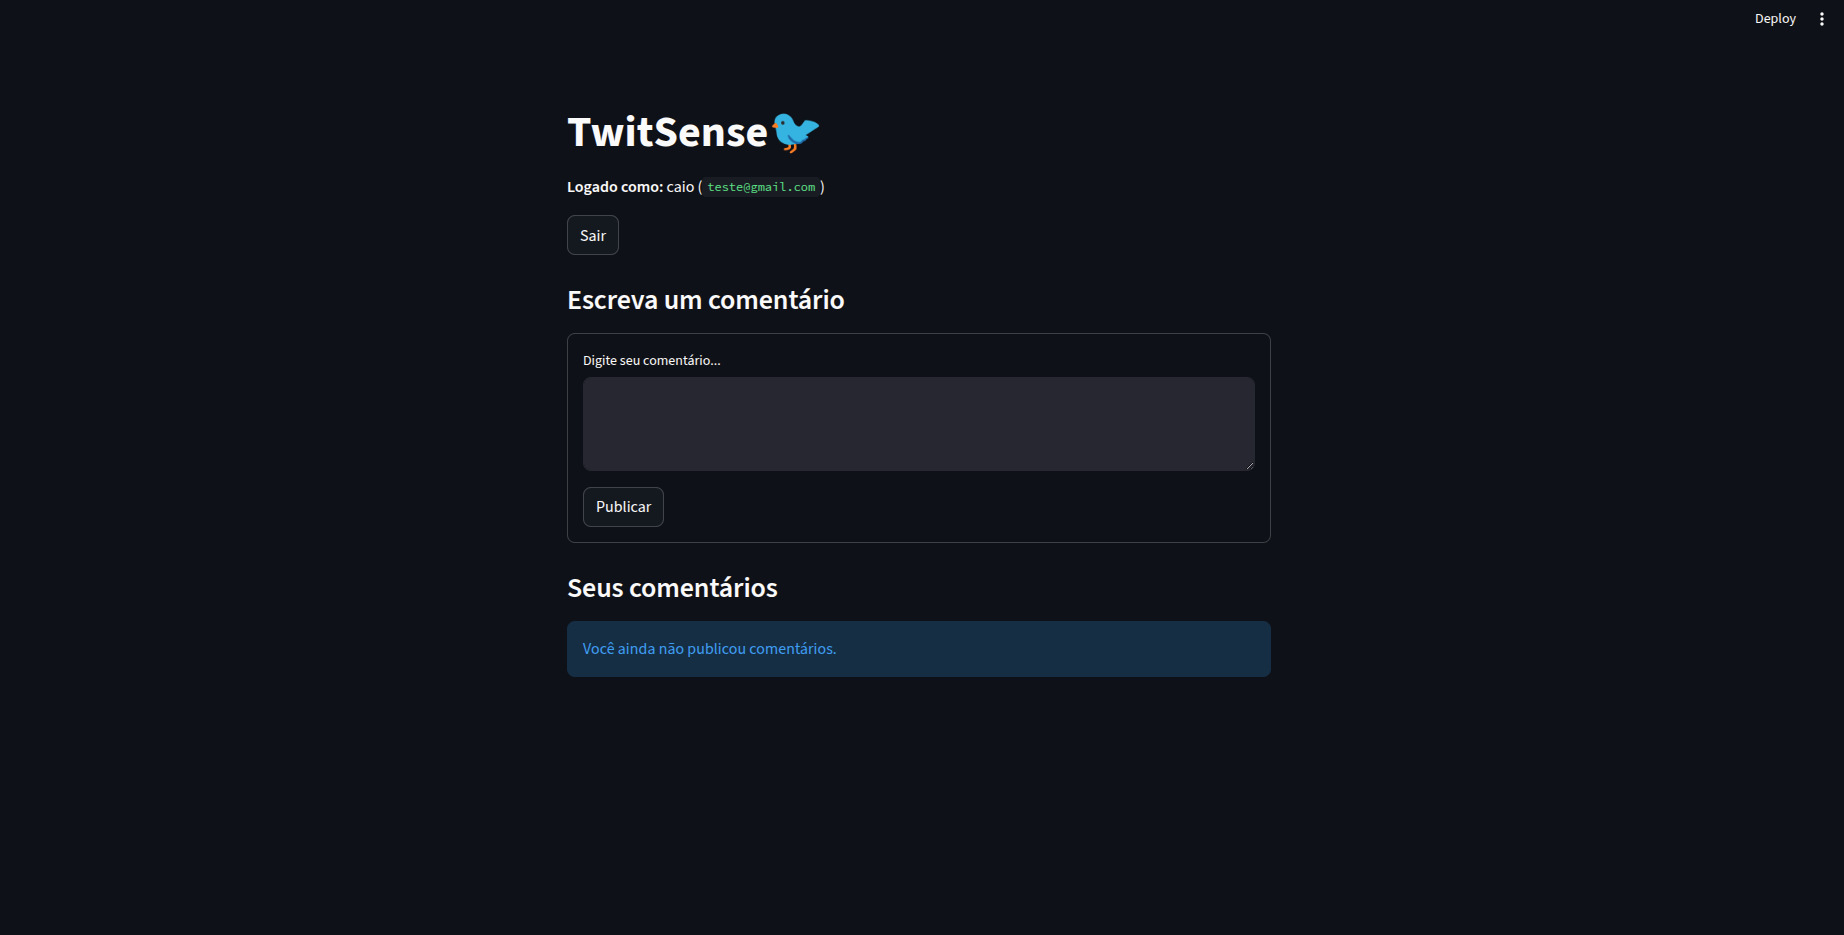 Deploy
TwitSense
Logado como: caio ( teste@gmail.com )
Sair
Escreva um comentário
Digite seu comentário...
Publicar
Seus comentários
Você ainda não publicou comentários.